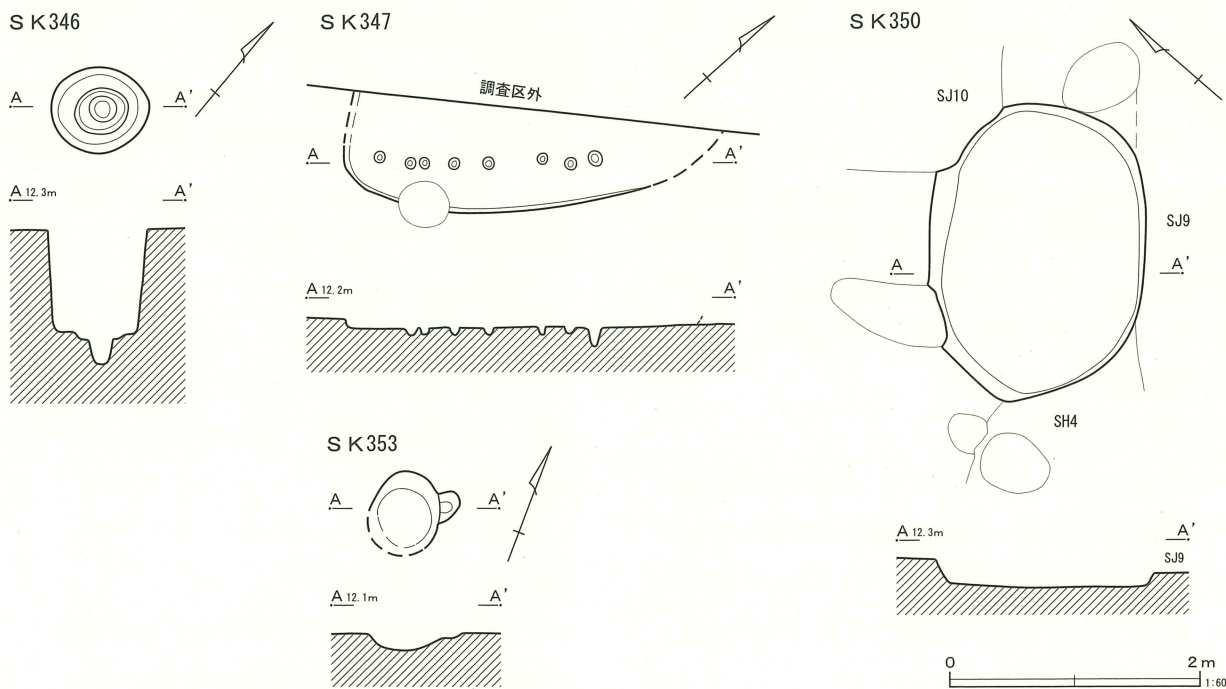 SK346
A A'
A 12.3m A'
SK347
調査区外
A A'
A 12.2m A'
SK353
A A'
A 12.1m A'
SK350
SJ10
SJ9
A A'
SH4
A 12.3m A'
SJ9
0 2m
1:60